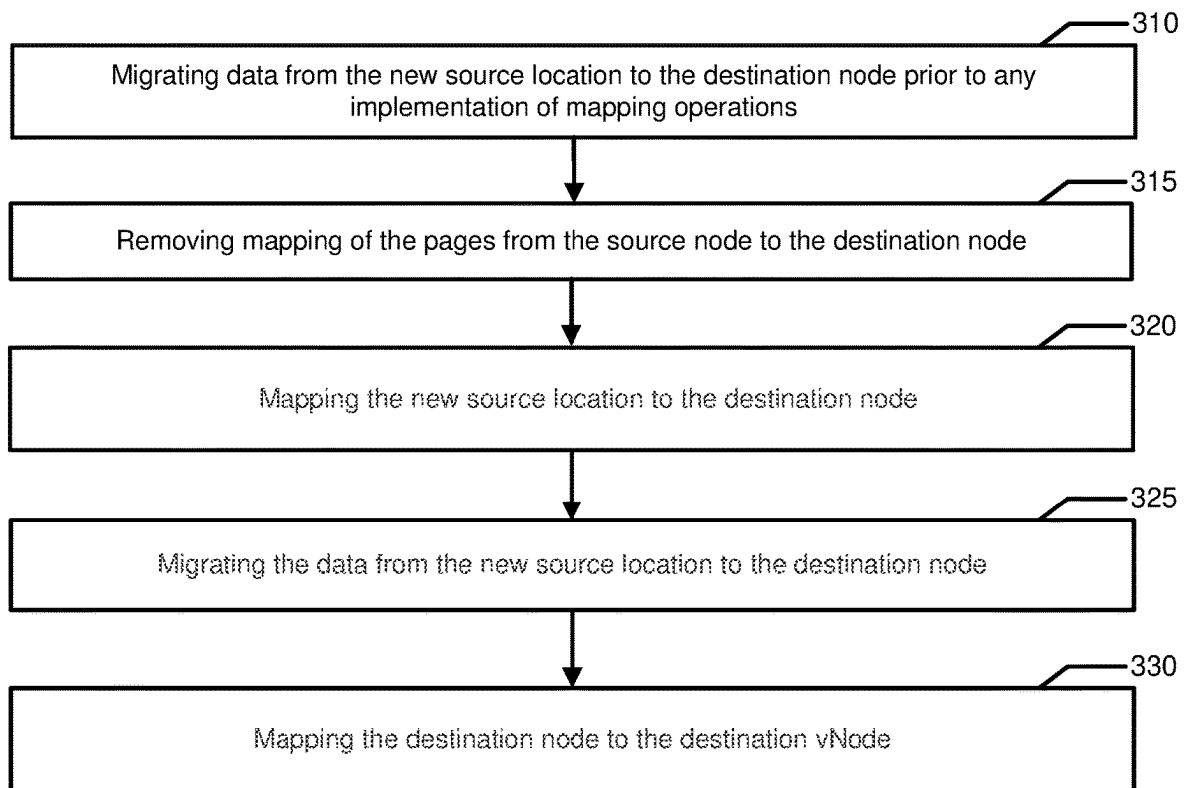 310
Migrating data from the new source location to the destination node prior to any
implementation of mapping operations
315
Removing mapping of the pages from the source node to the destination node
320
Mapping the new source location to the destination node
325
Migrating the data from the new source location to the destination node
330
Mapping the destination node to the destination vNode